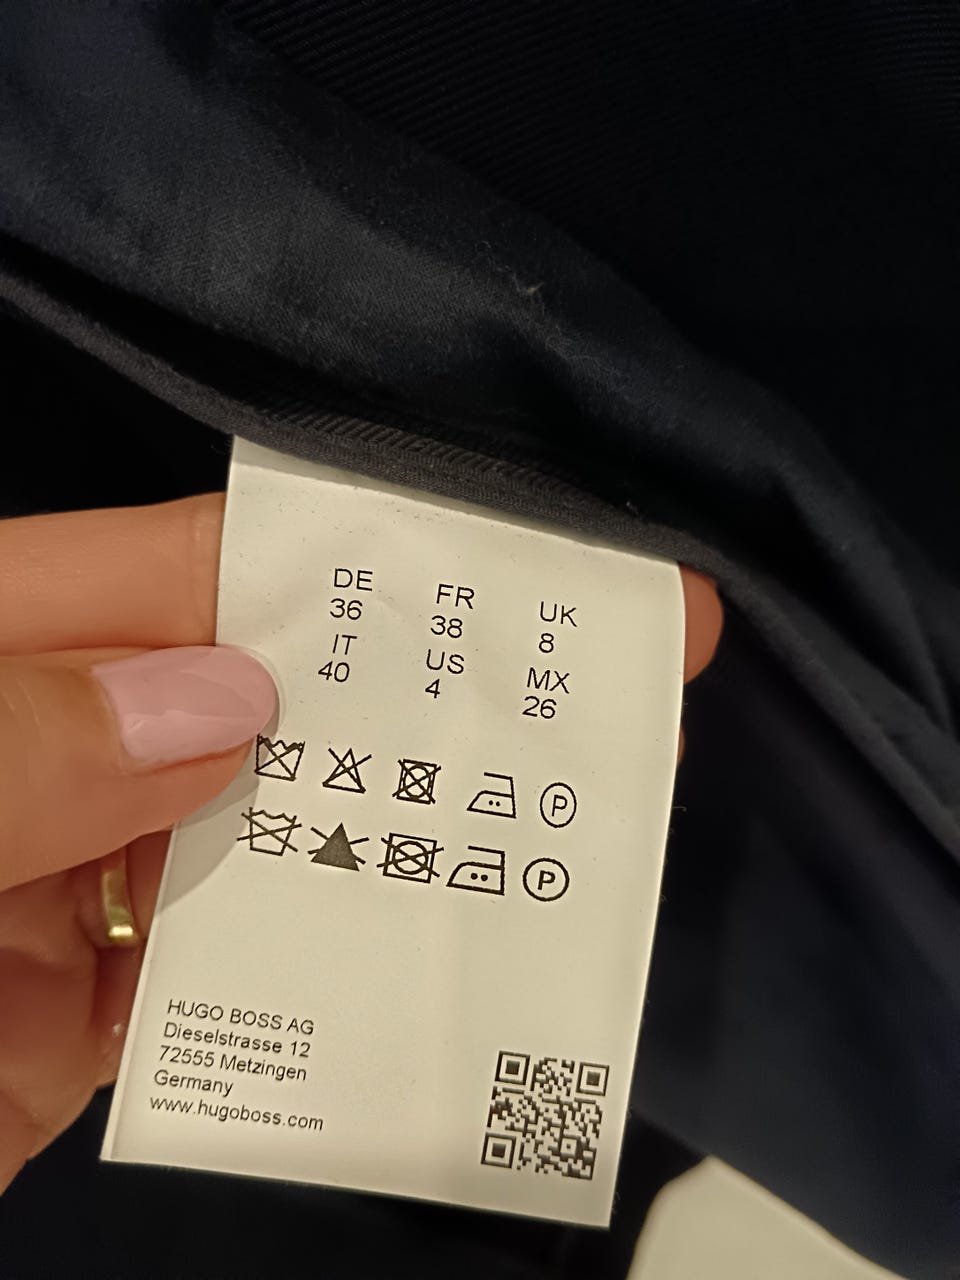 DE FR UK
36 38 8
IT US MX
40 4 26
P
P
HUGO BOSS AG
Dieselstrasse 12
72555 Metzingen
Germany
www.hugoboss.com